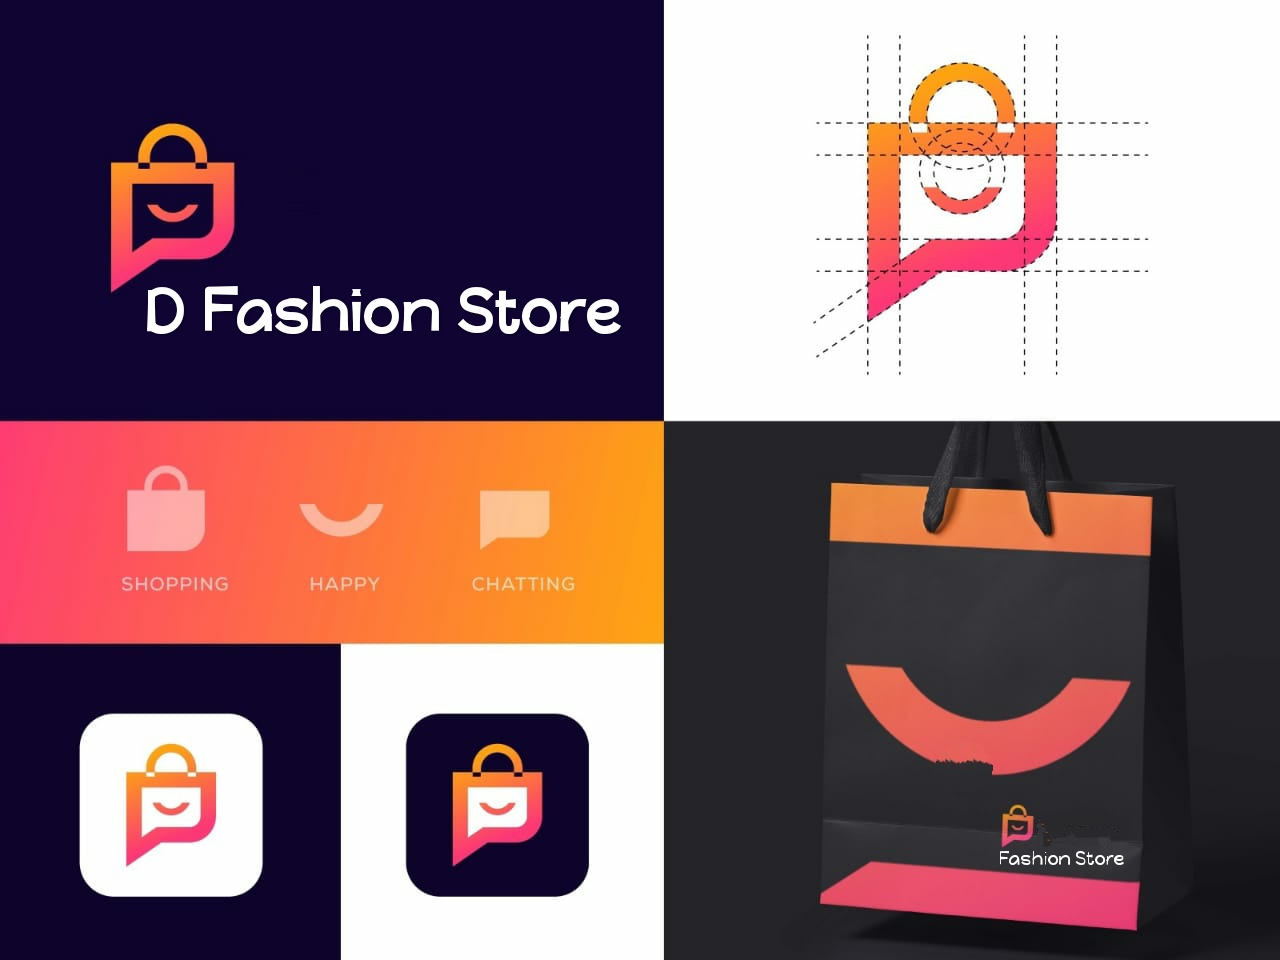 D Fashion Store
SHOPPING
HAPPY
CHATTING
Fashion Store